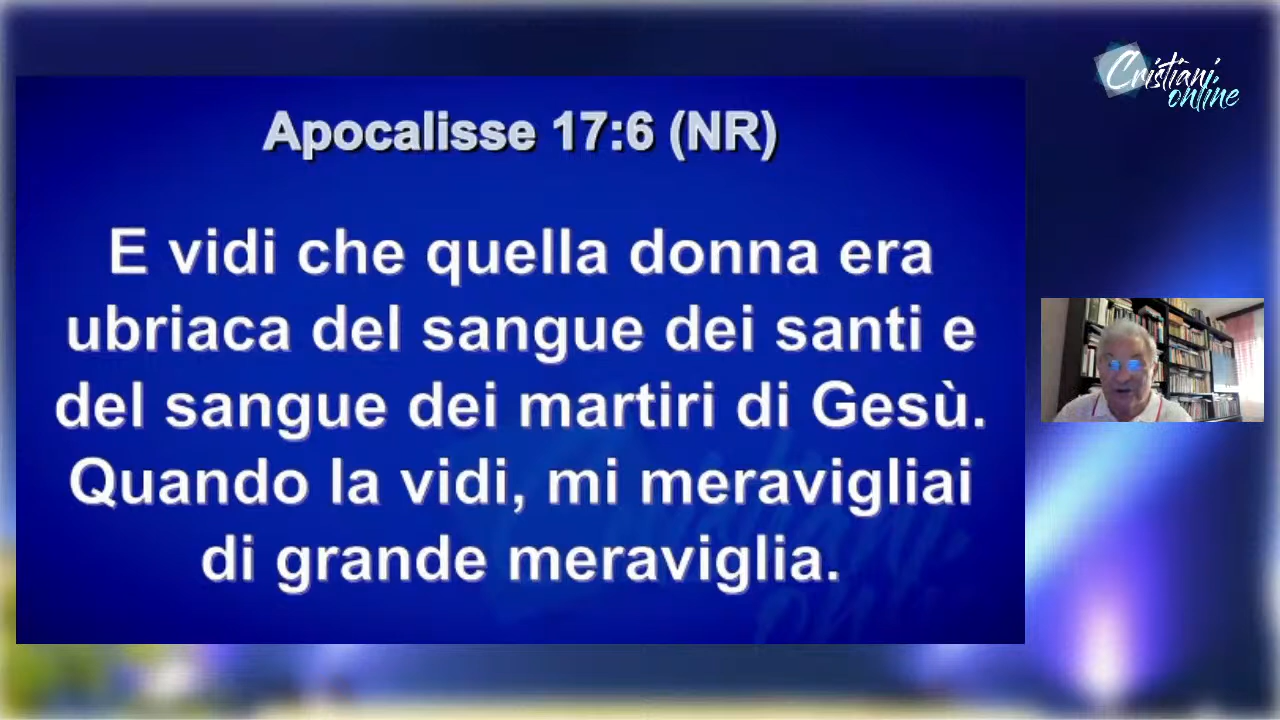 Cristiani
online
Apocalisse 17:6 (NR)
E vidi che quella donna era
ubriaca del sangue dei santi e
del sangue dei martiri di Gesù.
Quando la vidi, mi meravigliai
di grande meraviglia.